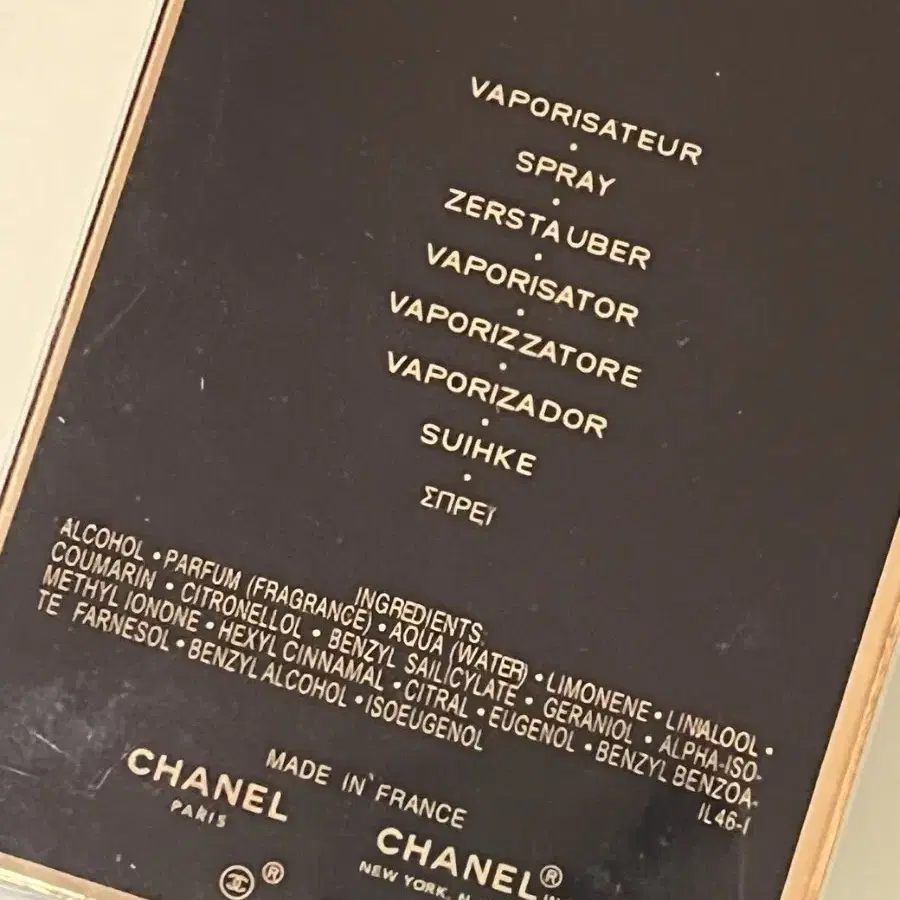 VAPORISATEUR
•
SPRAY
•
ZERSTAUBER
•
VAPORISATOR
•
VAPORIZZATORE
•
VAPORIZADOR
•
SUIHKE
•
ΣΠΡΕΪ
INGREDIENTS:
ALCOHOL • PARFUM (FRAGRANCE) • AQUA (WATER) • LIMONENE • LINALOOL •
COUMARIN • CITRONELLOL • BENZYL SAILICYLATE • GERANIOL • ALPHA-ISO-
METHYL IONONE • HEXYL CINNAMAL • CITRAL • EUGENOL • BENZYL BENZOA-
TE FARNESOL • BENZYL ALCOHOL • ISOEUGENOL
IL46-1
MADE IN FRANCE
CHANEL
PARIS
CHANEL®
NEW YORK, N.
®